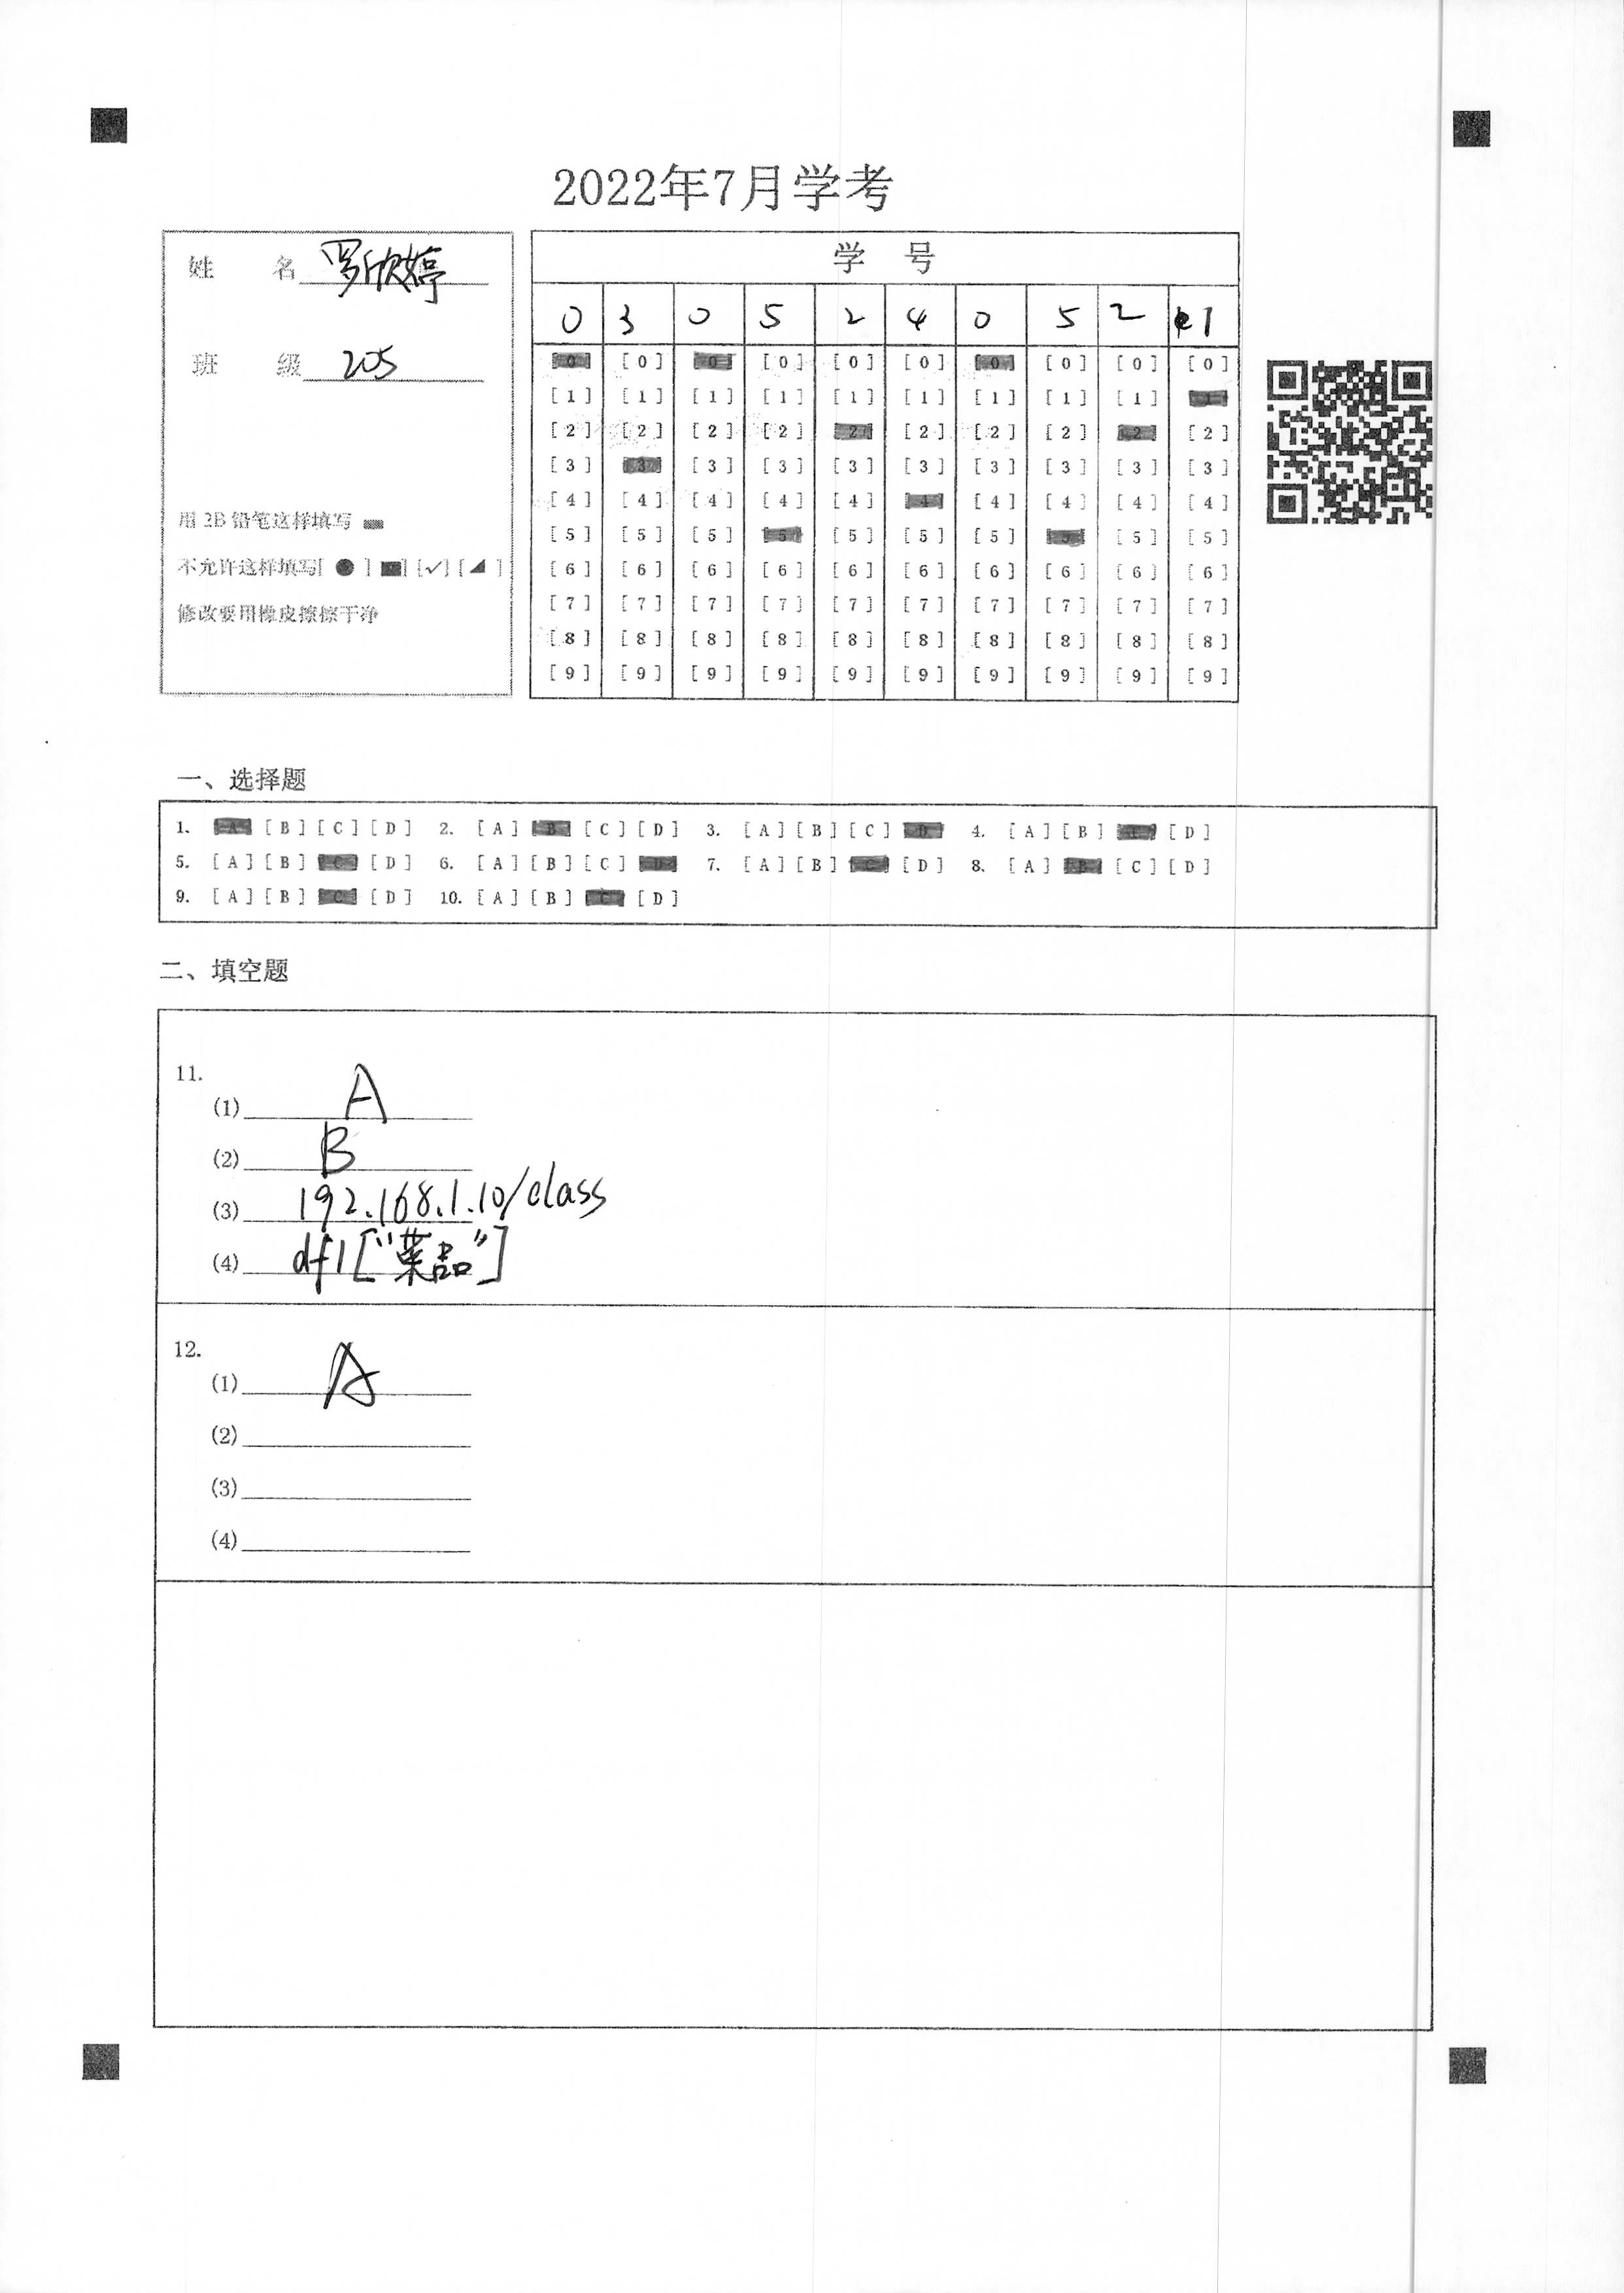 2022年7月学考
姓 名 罗欣婷
班 级 205
用 2B 铅笔这样填写
不允许这样填写[ ● ] [■] [✓] [◢ ]
修改要用橡皮擦擦干净
学 号
0 3 0 5 2 4 0 5 2 1
[0] [0] [0] [0] [0] [0] [0] [0] [0] [0]
[1] [1] [1] [1] [1] [1] [1] [1] [1] [1]
[2] [2] [2] [2] [2] [2] [2] [2] [2] [2]
[3] [3] [3] [3] [3] [3] [3] [3] [3] [3]
[4] [4] [4] [4] [4] [4] [4] [4] [4] [4]
[5] [5] [5] [5] [5] [5] [5] [5] [5] [5]
[6] [6] [6] [6] [6] [6] [6] [6] [6] [6]
[7] [7] [7] [7] [7] [7] [7] [7] [7] [7]
[8] [8] [8] [8] [8] [8] [8] [8] [8] [8]
[9] [9] [9] [9] [9] [9] [9] [9] [9] [9]
一、选择题
1. [A] [B] [C] [D] 2. [A] [B] [C] [D] 3. [A] [B] [C] [D] 4. [A] [B] [C] [D]
5. [A] [B] [C] [D] 6. [A] [B] [C] [D] 7. [A] [B] [C] [D] 8. [A] [B] [C] [D]
9. [A] [B] [C] [D] 10. [A] [B] [C] [D]
二、填空题
11.
(1) A
(2) B
(3) 192.168.1.10/class
(4) df1["菜品"]
12.
(1) A
(2)
(3)
(4)